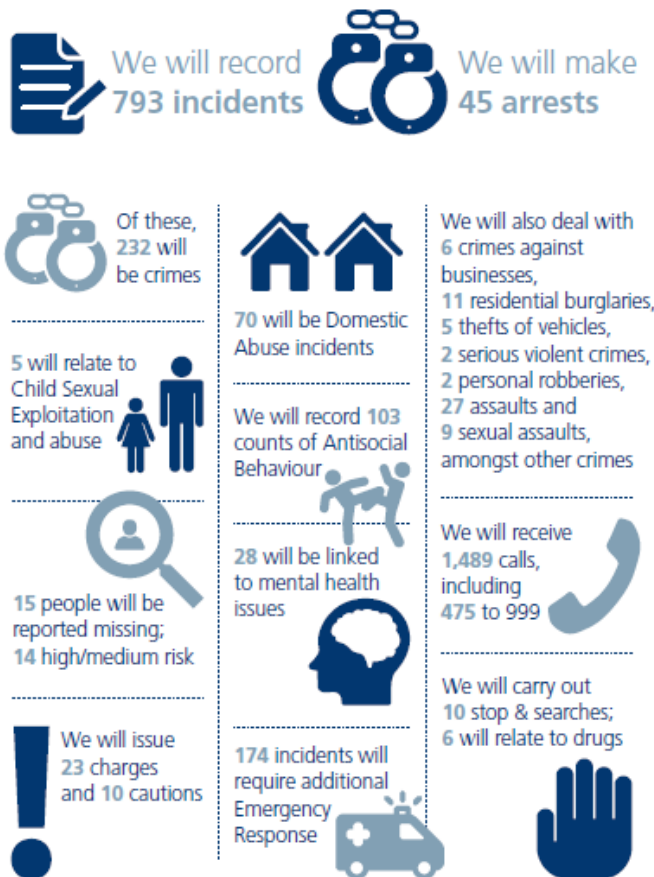 We will record
793 incidents
We will make
45 arrests
Of these,
232 will
be crimes
5 will relate to
Child Sexual
Exploitation
and abuse
15 people will be
reported missing;
14 high/medium risk
We will issue
23 charges
and 10 cautions
70 will be Domestic
Abuse incidents
We will record 103
counts of Antisocial
Behaviour
28 will be linked
to mental health
issues
174 incidents will
require additional
Emergency
Response
We will also deal with
6 crimes against
businesses,
11 residential burglaries,
5 thefts of vehicles,
2 serious violent crimes,
2 personal robberies,
27 assaults and
9 sexual assaults,
amongst other crimes
We will receive
1,489 calls,
including
475 to 999
We will carry out
10 stop & searches;
6 will relate to drugs